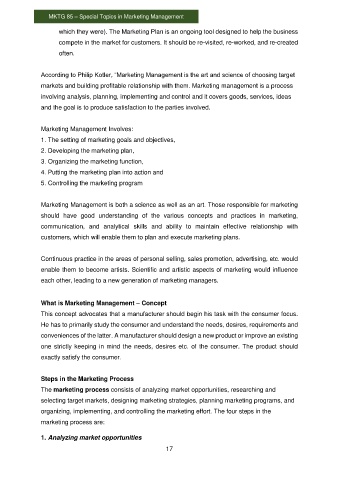 MKTG 85 – Special Topics in Marketing Management
which they were). The Marketing Plan is an ongoing tool designed to help the business
compete in the market for customers. It should be re-visited, re-worked, and re-created
often.
According to Philip Kotler, “Marketing Management is the art and science of choosing target
markets and building profitable relationship with them. Marketing management is a process
involving analysis, planning, implementing and control and it covers goods, services, ideas
and the goal is to produce satisfaction to the parties involved.
Marketing Management Involves:
1. The setting of marketing goals and objectives,
2. Developing the marketing plan,
3. Organizing the marketing function,
4. Putting the marketing plan into action and
5. Controlling the marketing program
Marketing Management is both a science as well as an art. Those responsible for marketing
should have good understanding of the various concepts and practices in marketing,
communication, and analytical skills and ability to maintain effective relationship with
customers, which will enable them to plan and execute marketing plans.
Continuous practice in the areas of personal selling, sales promotion, advertising, etc. would
enable them to become artists. Scientific and artistic aspects of marketing would influence
each other, leading to a new generation of marketing managers.
What is Marketing Management – Concept
This concept advocates that a manufacturer should begin his task with the consumer focus.
He has to primarily study the consumer and understand the needs, desires, requirements and
conveniences of the latter. A manufacturer should design a new product or improve an existing
one strictly keeping in mind the needs, desires etc. of the consumer. The product should
exactly satisfy the consumer.
Steps in the Marketing Process
The marketing process consists of analyzing market opportunities, researching and
selecting target markets, designing marketing strategies, planning marketing programs, and
organizing, implementing, and controlling the marketing effort. The four steps in the
marketing process are:
1. Analyzing market opportunities
17